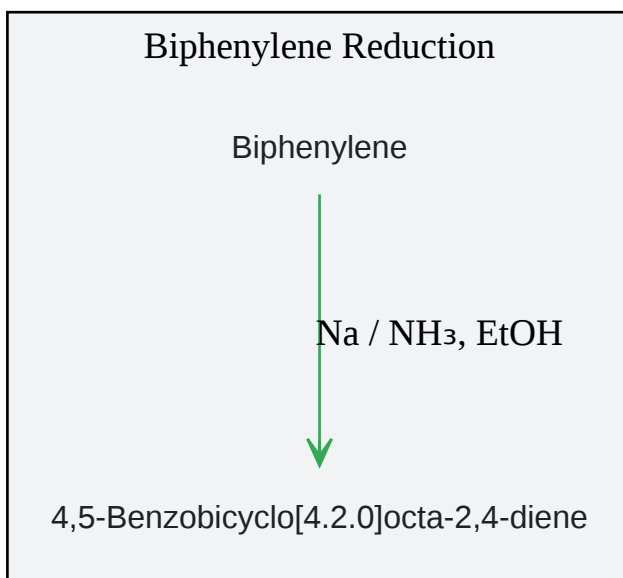 Biphenylene Reduction
Biphenylene
Na / NH₃, EtOH
4,5-Benzobicyclo[4.2.0]octa-2,4-diene